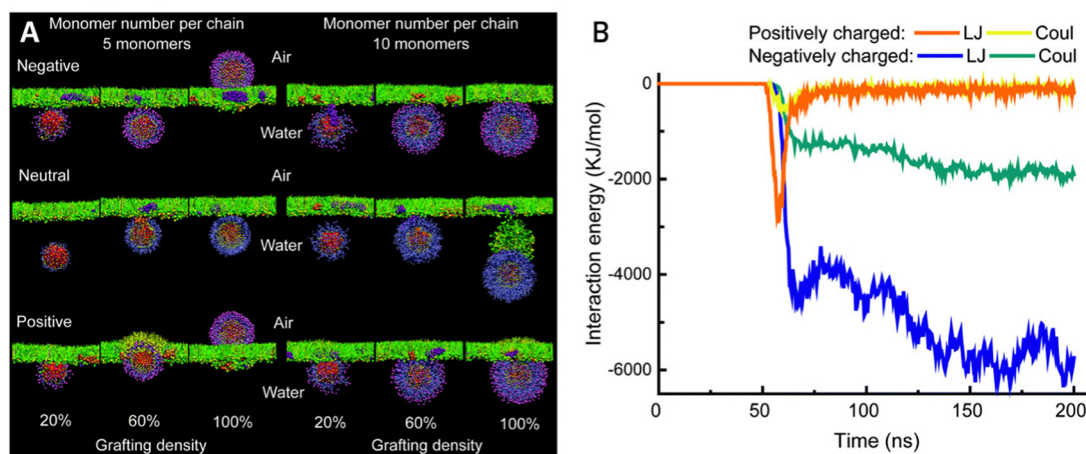 A
Monomer number per chain
5 monomers
Monomer number per chain
10 monomers
Negative
Air
Water
Neutral
Air
Water
Positive
Air
Water
20%
60%
100%
20%
60%
100%
Grafting density
Grafting density
B
Positively charged: LJ Coul
Negatively charged: LJ Coul
Interaction energy (KJ/mol)
0
-2000
-4000
-6000
0
50
100
150
200
Time (ns)